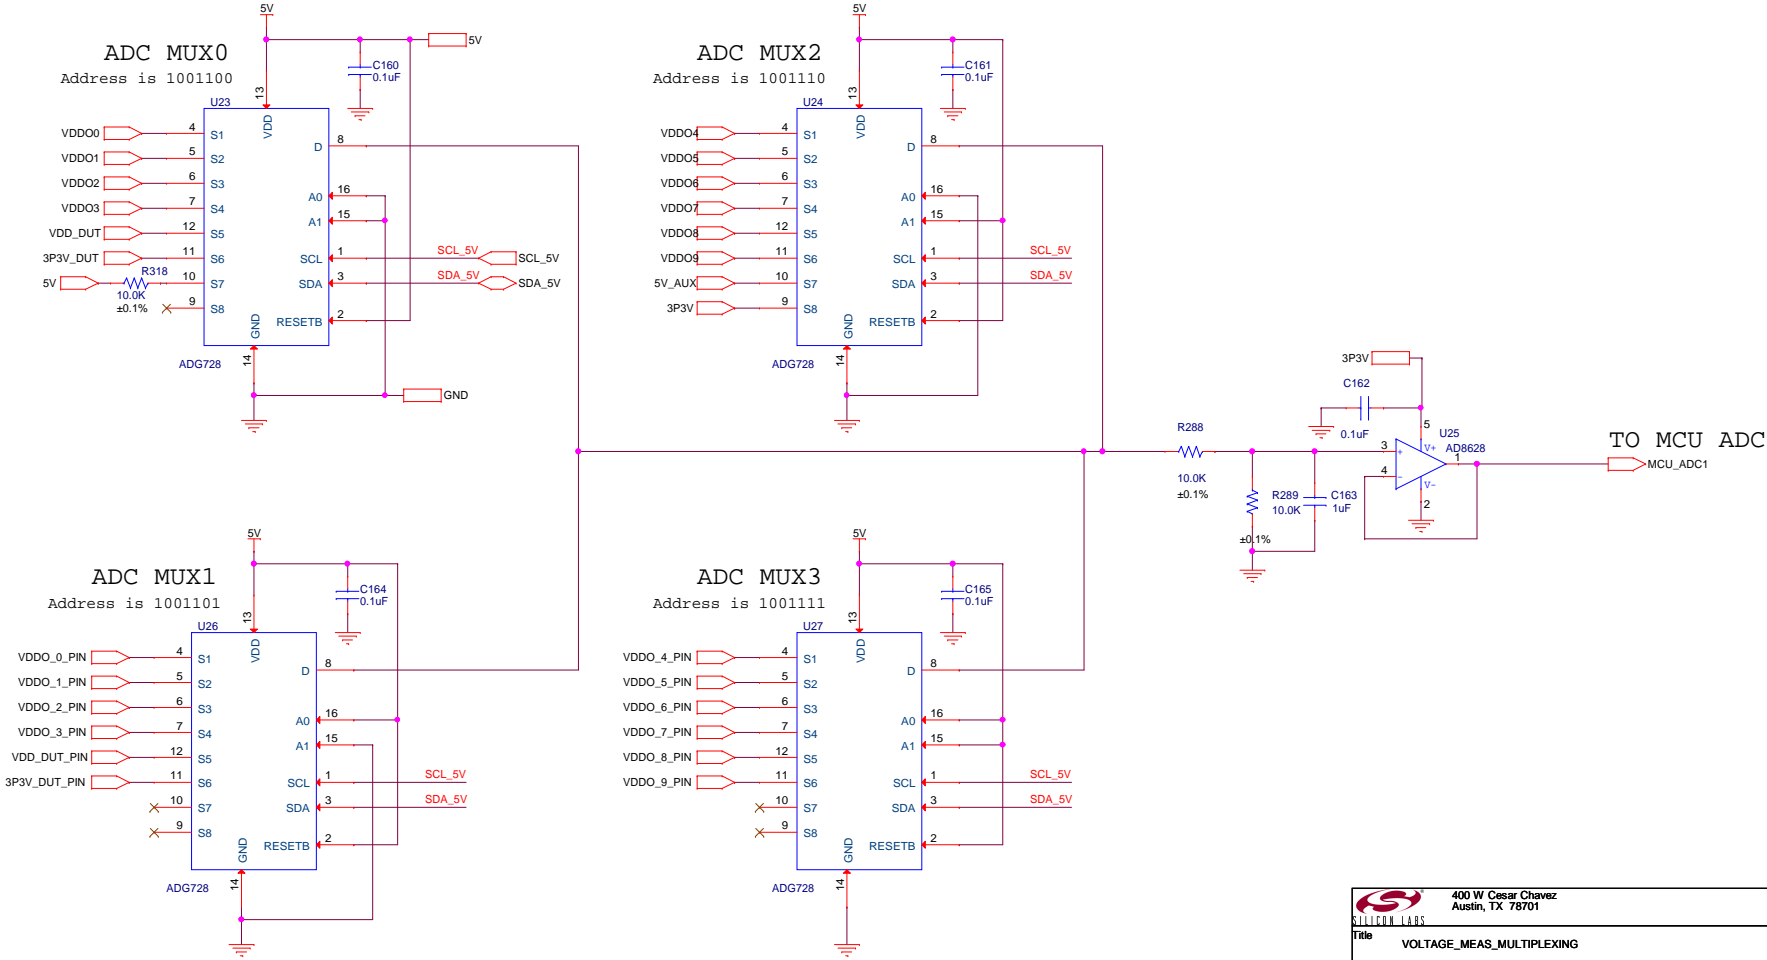 5V
5V
ADC MUX0
Address is 1001100
C160
0.1uF
13
U23
VDD
VDDO0
4
S1
VDDO1
5
S2
VDDO2
6
S3
VDDO3
7
S4
VDD_DUT
12
S5
3P3V_DUT
11
S6
5V
R318
10.0K
±0.1%
10
S7
9
S8
D
8
A0
16
A1
15
SCL
1
SCL_5V
SCL_5V
SDA
3
SDA_5V
SDA_5V
RESETB
2
GND
14
ADG728
GND
5V
ADC MUX2
Address is 1001110
C161
0.1uF
13
U24
VDD
VDDO4
4
S1
VDDO5
5
S2
VDDO6
6
S3
VDDO7
7
S4
VDDO8
12
S5
VDDO9
11
S6
5V_AUX
10
S7
3P3V
9
S8
D
8
A0
16
A1
15
SCL
1
SCL_5V
SDA
3
SDA_5V
RESETB
2
GND
14
ADG728
3P3V
C162
0.1uF
R288
10.0K
±0.1%
R289
10.0K
±0.1%
C163
1uF
5
U25
AD8628
3
+
V+
4
-
V-
1
2
TO MCU ADC
MCU_ADC1
5V
ADC MUX1
Address is 1001101
C164
0.1uF
13
U26
VDD
VDDO_0_PIN
4
S1
VDDO_1_PIN
5
S2
VDDO_2_PIN
6
S3
VDDO_3_PIN
7
S4
VDD_DUT_PIN
12
S5
3P3V_DUT_PIN
11
S6
10
S7
9
S8
D
8
A0
16
A1
15
SCL
1
SCL_5V
SDA
3
SDA_5V
RESETB
2
GND
14
ADG728
5V
ADC MUX3
Address is 1001111
C165
0.1uF
13
U27
VDD
VDDO_4_PIN
4
S1
VDDO_5_PIN
5
S2
VDDO_6_PIN
6
S3
VDDO_7_PIN
7
S4
VDDO_8_PIN
12
S5
VDDO_9_PIN
11
S6
10
S7
9
S8
D
8
A0
16
A1
15
SCL
1
SCL_5V
SDA
3
SDA_5V
RESETB
2
GND
14
ADG728
SILICON LABS
400 W Cesar Chavez
Austin, TX 78701
Title
VOLTAGE_MEAS_MULTIPLEXING